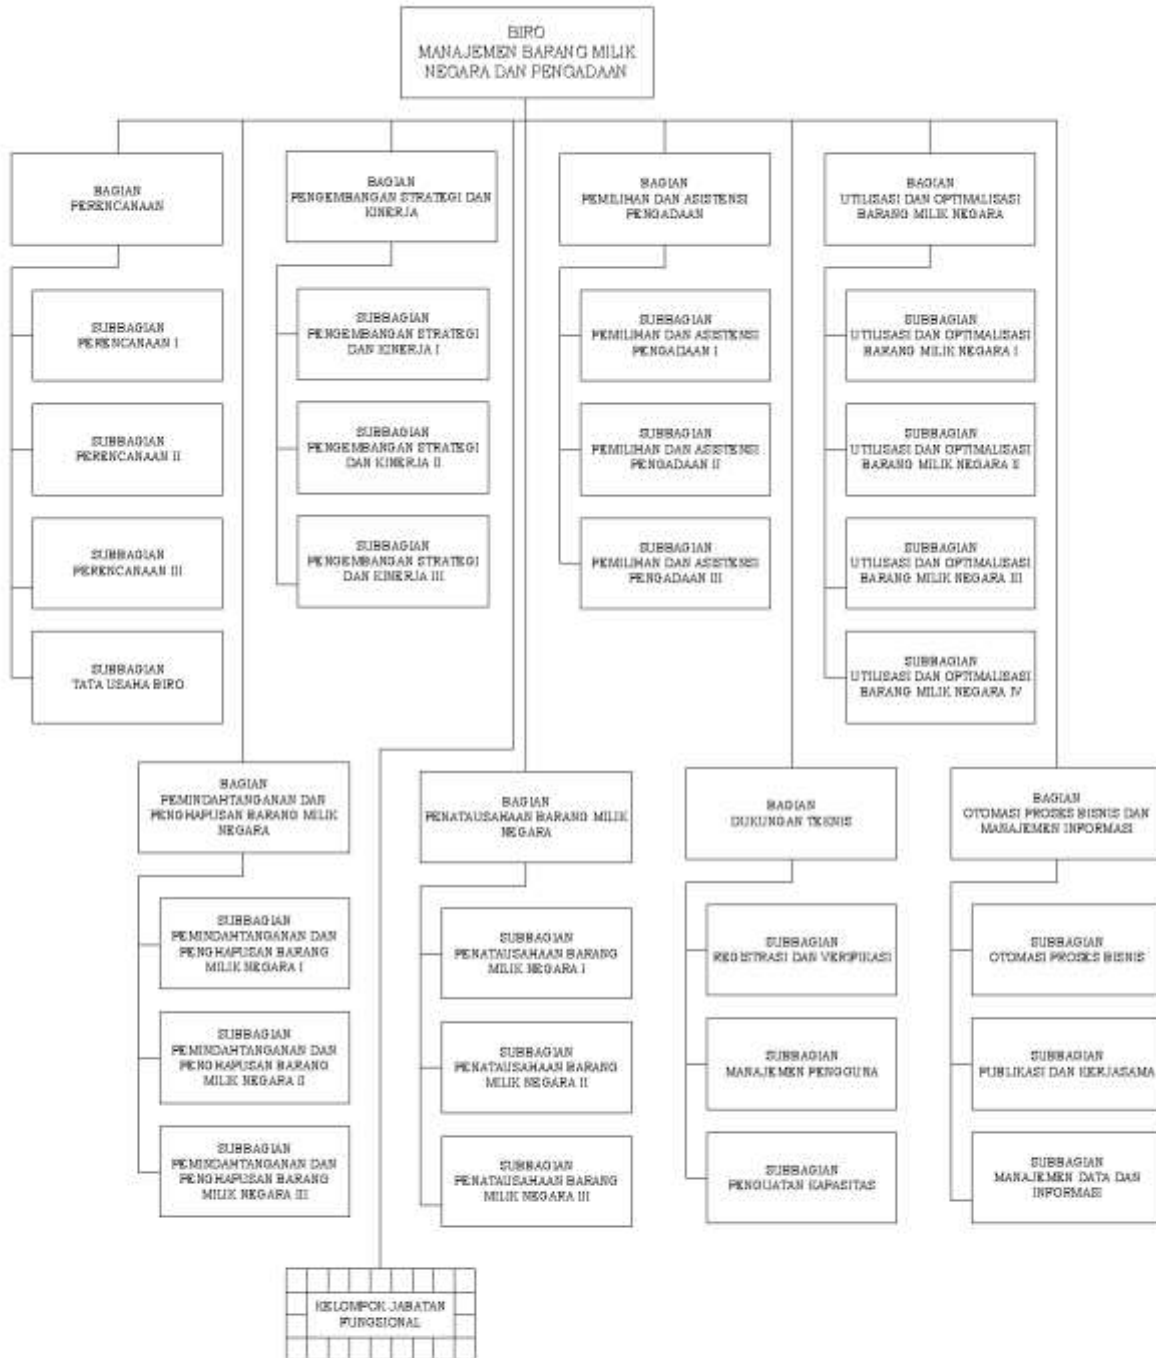 BIRO
MANAJEMEN BARANG MILIK
NEGARA DAN PENGADAAN
BAGIAN
PERENCANAAN
BAGIAN
PENGEMBANGAN STRATEGI DAN
KINERJA
BAGIAN
PEMILIHAN DAN ASISTENSI
PENGADAAN
BAGIAN
UTILISASI DAN OPTIMALISASI
BARANG MILIK NEGARA
SUBBAGIAN
PERENCANAAN I
SUBBAGIAN
PENGEMBANGAN STRATEGI
DAN KINERJA I
SUBBAGIAN
PEMILIHAN DAN ASISTENSI
PENGADAAN I
SUBBAGIAN
UTILISASI DAN OPTIMALISASI
BARANG MILIK NEGARA I
SUBBAGIAN
PERENCANAAN II
SUBBAGIAN
PENGEMBANGAN STRATEGI
DAN KINERJA II
SUBBAGIAN
PEMILIHAN DAN ASISTENSI
PENGADAAN II
SUBBAGIAN
UTILISASI DAN OPTIMALISASI
BARANG MILIK NEGARA II
SUBBAGIAN
PERENCANAAN III
SUBBAGIAN
PENGEMBANGAN STRATEGI
DAN KINERJA III
SUBBAGIAN
PEMILIHAN DAN ASISTENSI
PENGADAAN III
SUBBAGIAN
UTILISASI DAN OPTIMALISASI
BARANG MILIK NEGARA III
SUBBAGIAN
TATA USAHA BIRO
SUBBAGIAN
UTILISASI DAN OPTIMALISASI
BARANG MILIK NEGARA IV
BAGIAN
PEMINDAHTANGANAN DAN
PENGHAPUSAN BARANG MILIK
NEGARA
BAGIAN
PENATAUSAHAAN BARANG MILIK
NEGARA
BAGIAN
DUKUNGAN TEKNIS
BAGIAN
OTOMASI PROSES BISNIS DAN
MANAJEMEN INFORMASI
SUBBAGIAN
PEMINDAHTANGANAN DAN
PENGHAPUSAN BARANG
MILIK NEGARA I
SUBBAGIAN
PENATAUSAHAAN BARANG
MILIK NEGARA I
SUBBAGIAN
REGISTRASI DAN VERIFIKASI
SUBBAGIAN
OTOMASI PROSES BISNIS
SUBBAGIAN
PEMINDAHTANGANAN DAN
PENGHAPUSAN BARANG
MILIK NEGARA II
SUBBAGIAN
PENATAUSAHAAN BARANG
MILIK NEGARA II
SUBBAGIAN
MANAJEMEN PENGGUNA
SUBBAGIAN
PUBLIKASI DAN KERJASAMA
SUBBAGIAN
PEMINDAHTANGANAN DAN
PENGHAPUSAN BARANG
MILIK NEGARA III
SUBBAGIAN
PENATAUSAHAAN BARANG
MILIK NEGARA III
SUBBAGIAN
PENGUATAN KAPASITAS
SUBBAGIAN
MANAJEMEN DATA DAN
INFORMASI
KELOMPOK JABATAN
FUNGSIONAL